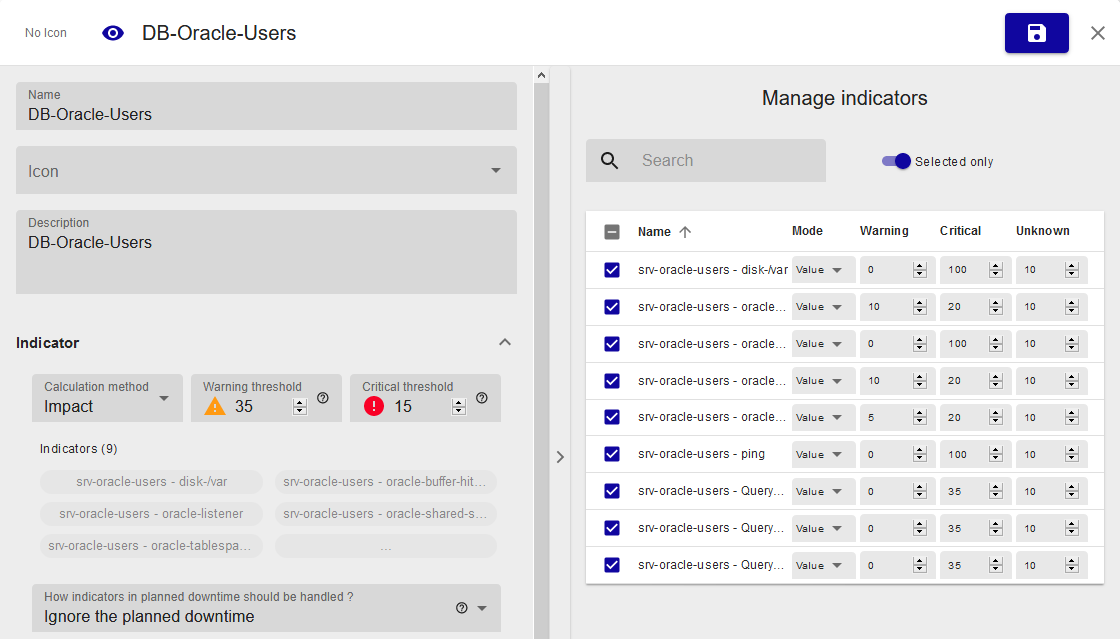 No Icon
DB-Oracle-Users
Name
DB-Oracle-Users
Icon
Description
DB-Oracle-Users
Indicator
Calculation method
Impact
Warning threshold
35
Critical threshold
15
Indicators (9)
srv-oracle-users - disk-/var
srv-oracle-users - oracle-buffer-hit...
srv-oracle-users - oracle-listener
srv-oracle-users - oracle-shared-s...
srv-oracle-users - oracle-tablespa...
...
How indicators in planned downtime should be handled ?
Ignore the planned downtime
Manage indicators
Search
Selected only
Name Mode Warning Critical Unknown
srv-oracle-users - disk-/var Value 0 100 10
srv-oracle-users - oracle... Value 10 20 10
srv-oracle-users - oracle... Value 0 100 10
srv-oracle-users - oracle... Value 10 20 10
srv-oracle-users - oracle... Value 5 20 10
srv-oracle-users - ping Value 0 100 10
srv-oracle-users - Query... Value 0 35 10
srv-oracle-users - Query... Value 0 35 10
srv-oracle-users - Query... Value 0 35 10